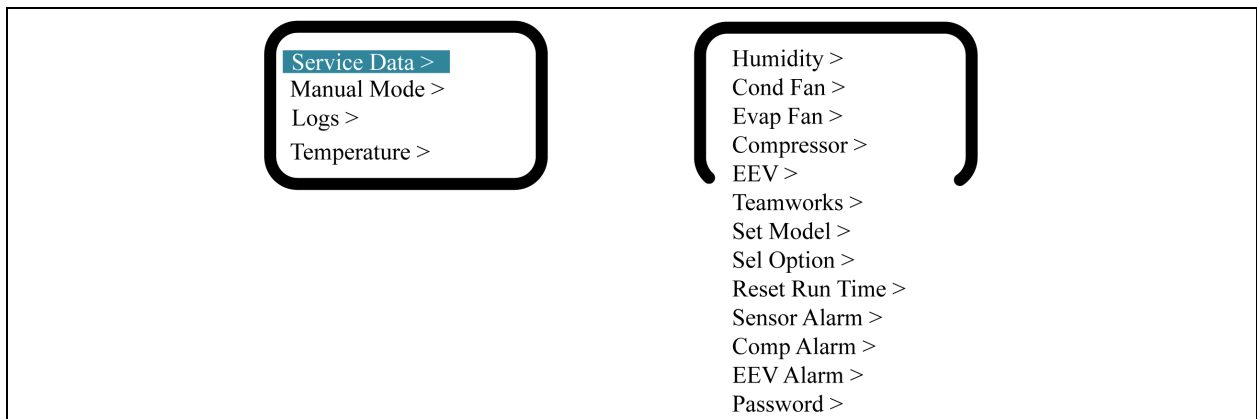 Service Data >
Manual Mode >
Logs >
Temperature >
Humidity >
Cond Fan >
Evap Fan >
Compressor >
EEV >
Teamworks >
Set Model >
Sel Option >
Reset Run Time >
Sensor Alarm >
Comp Alarm >
EEV Alarm >
Password >